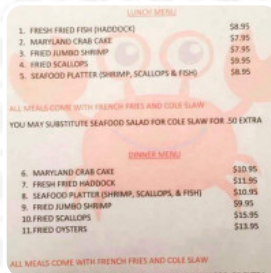 LUNCH MENU
1. FRESH FRIED FISH (HADDOCK) $8.95
2. MARYLAND CRAB CAKE $7.95
3. FRIED JUMBO SHRIMP $7.95
4. FRIED SCALLOPS $9.95
5. SEAFOOD PLATTER (SHRIMP, SCALLOPS & FISH) $8.95
ALL MEALS COME WITH FRENCH FRIES AND COLE SLAW
YOU MAY SUBSTITUTE SEAFOOD SALAD FOR COLE SLAW FOR .50 EXTRA
DINNER MENU
6. MARYLAND CRAB CAKE $10.95
7. FRESH FRIED HADDOCK $11.95
8. SEAFOOD PLATTER (SHRIMP, SCALLOPS, & FISH) $10.95
9. FRIED JUMBO SHRIMP $9.95
10.FRIED SCALLOPS $15.95
11.FRIED OYSTERS $13.95
ALL MEALS COME WITH FRENCH FRIES AND COLE SLAW